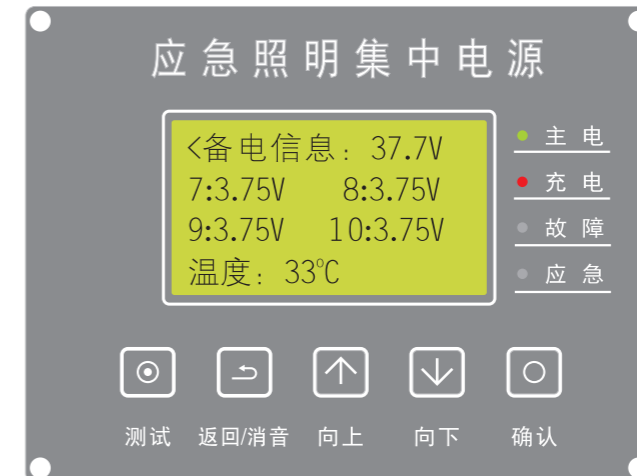 应急照明集中电源
<备电信息：37.7V
7:3.75V 8:3.75V
9:3.75V 10:3.75V
温度：33℃
主电
充电
故障
应急
测试 返回/消音 向上 向下 确认